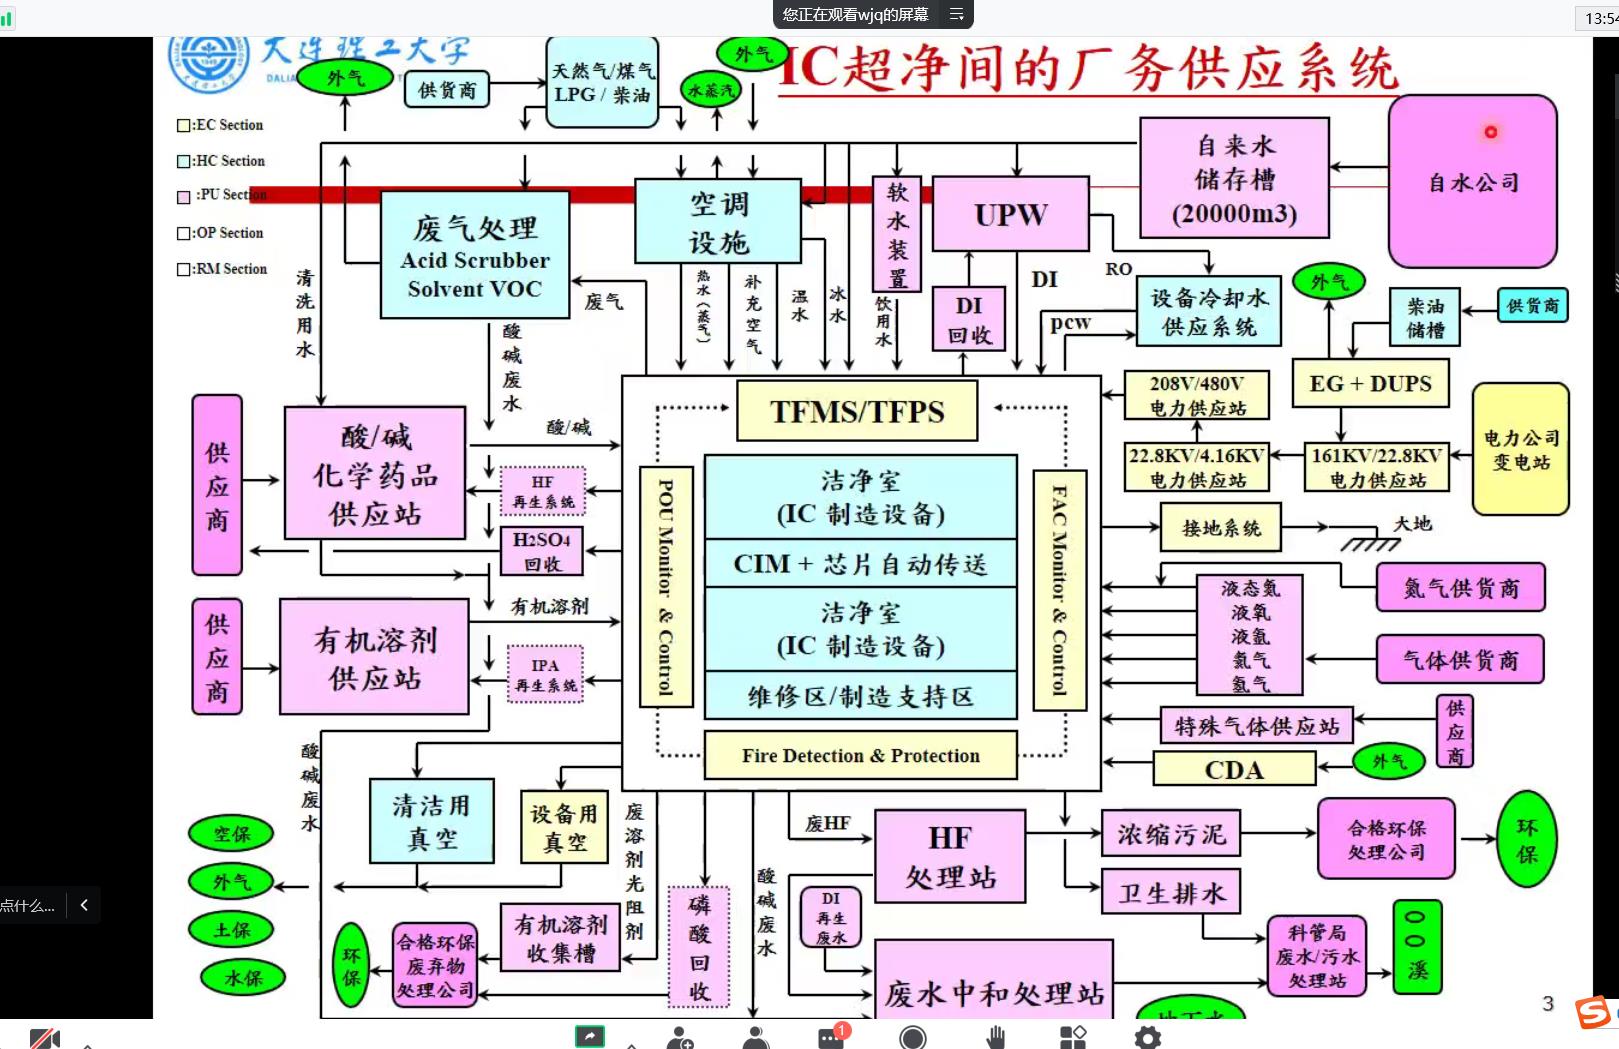 您正在观看wjq的屏幕
大连理工大学
IC超净间的厂务供应系统
:EC Section
:HC Section
:PU Section
:OP Section
:RM Section
外气
供货商
天然气/煤气
LPG / 柴油
水蒸汽
外气
自来水
储存槽
(20000m3)
自水公司
废气处理
Acid Scrubber
Solvent VOC
空调
设施
软水装置
UPW
DI
回收
DI
RO
设备冷却水
供应系统
pcw
外气
柴油
储槽
供货商
清洗用水
酸碱废水
废气
热水(蒸气)
补充空气
温水
冰水
饮用水
EG + DUPS
208V/480V
电力供应站
22.8KV/4.16KV
电力供应站
161KV/22.8KV
电力供应站
电力公司
变电站
供应商
酸/碱
化学药品
供应站
酸/碱
HF
再生系统
H2SO4
回收
TFMS/TFPS
POU Monitor & Control
FAC Monitor & Control
洁净室
(IC 制造设备)
CIM + 芯片自动传送
洁净室
(IC 制造设备)
维修区/制造支持区
Fire Detection & Protection
接地系统
大地
液态氮
液氧
液氩
氦气
氢气
氮气供货商
气体供货商
特殊气体供应站
供应商
CDA
外气
供应商
有机溶剂
供应站
有机溶剂
IPA
再生系统
酸碱废水
清洁用
真空
设备用
真空
废溶剂光阻剂
空保
外气
土保
水保
环保
合格环保
废弃物
处理公司
有机溶剂
收集槽
磷酸回收
酸碱废水
废HF
HF
处理站
DI
再生
废水
废水中和处理站
浓缩污泥
卫生排水
合格环保
处理公司
环保
科管局
废水/污水
处理站
溪
3
1